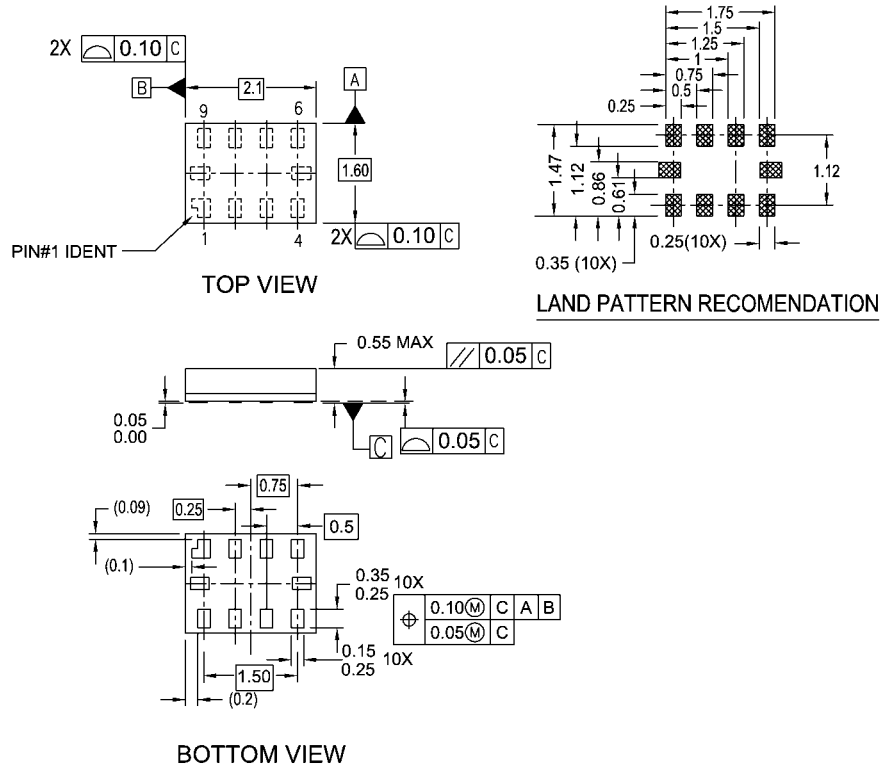 2X 0.10 C
B
2.1
A
9
6
1.60
1
4
2X 0.10 C
PIN#1 IDENT
TOP VIEW
1.75
1.5
1.25
1
0.75
0.5
0.25
1.47
1.12
0.86
0.61
1.12
0.25(10X)
0.35 (10X)
LAND PATTERN RECOMENDATION
0.55 MAX
// 0.05 C
0.05
0.00
C
0.05 C
(0.09)
0.25
0.75
0.5
(0.1)
0.35
0.25 10X
0.10Ⓜ C A B
0.05Ⓜ C
0.15
0.25 10X
1.50
(0.2)
BOTTOM VIEW